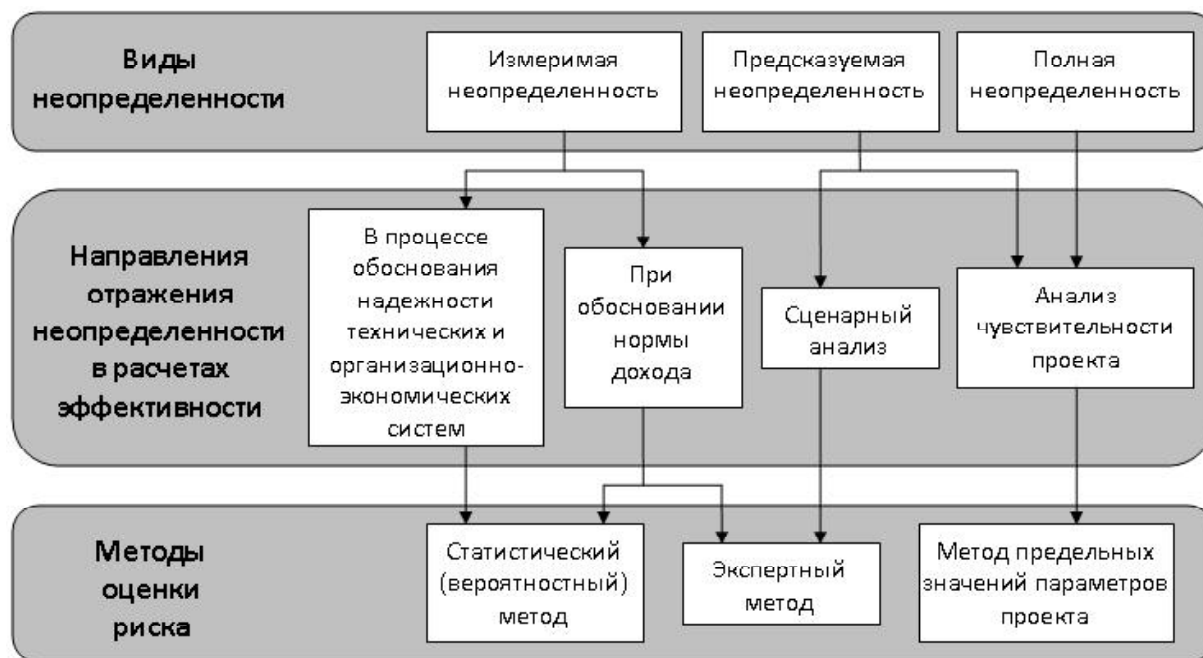 Виды
неопределенности
Измеримая
неопределенность
Предсказуемая
неопределенность
Полная
неопределенность
Направления
отражения
неопределенности
в расчетах
эффективности
В процессе
обоснования
надежности
технических и
организационно-
экономических
систем
При
обосновании
нормы
дохода
Сценарный
анализ
Анализ
чувствительности
проекта
Методы
оценки
риска
Статистический
(вероятностный)
метод
Экспертный
метод
Метод предельных
значений параметров
проекта